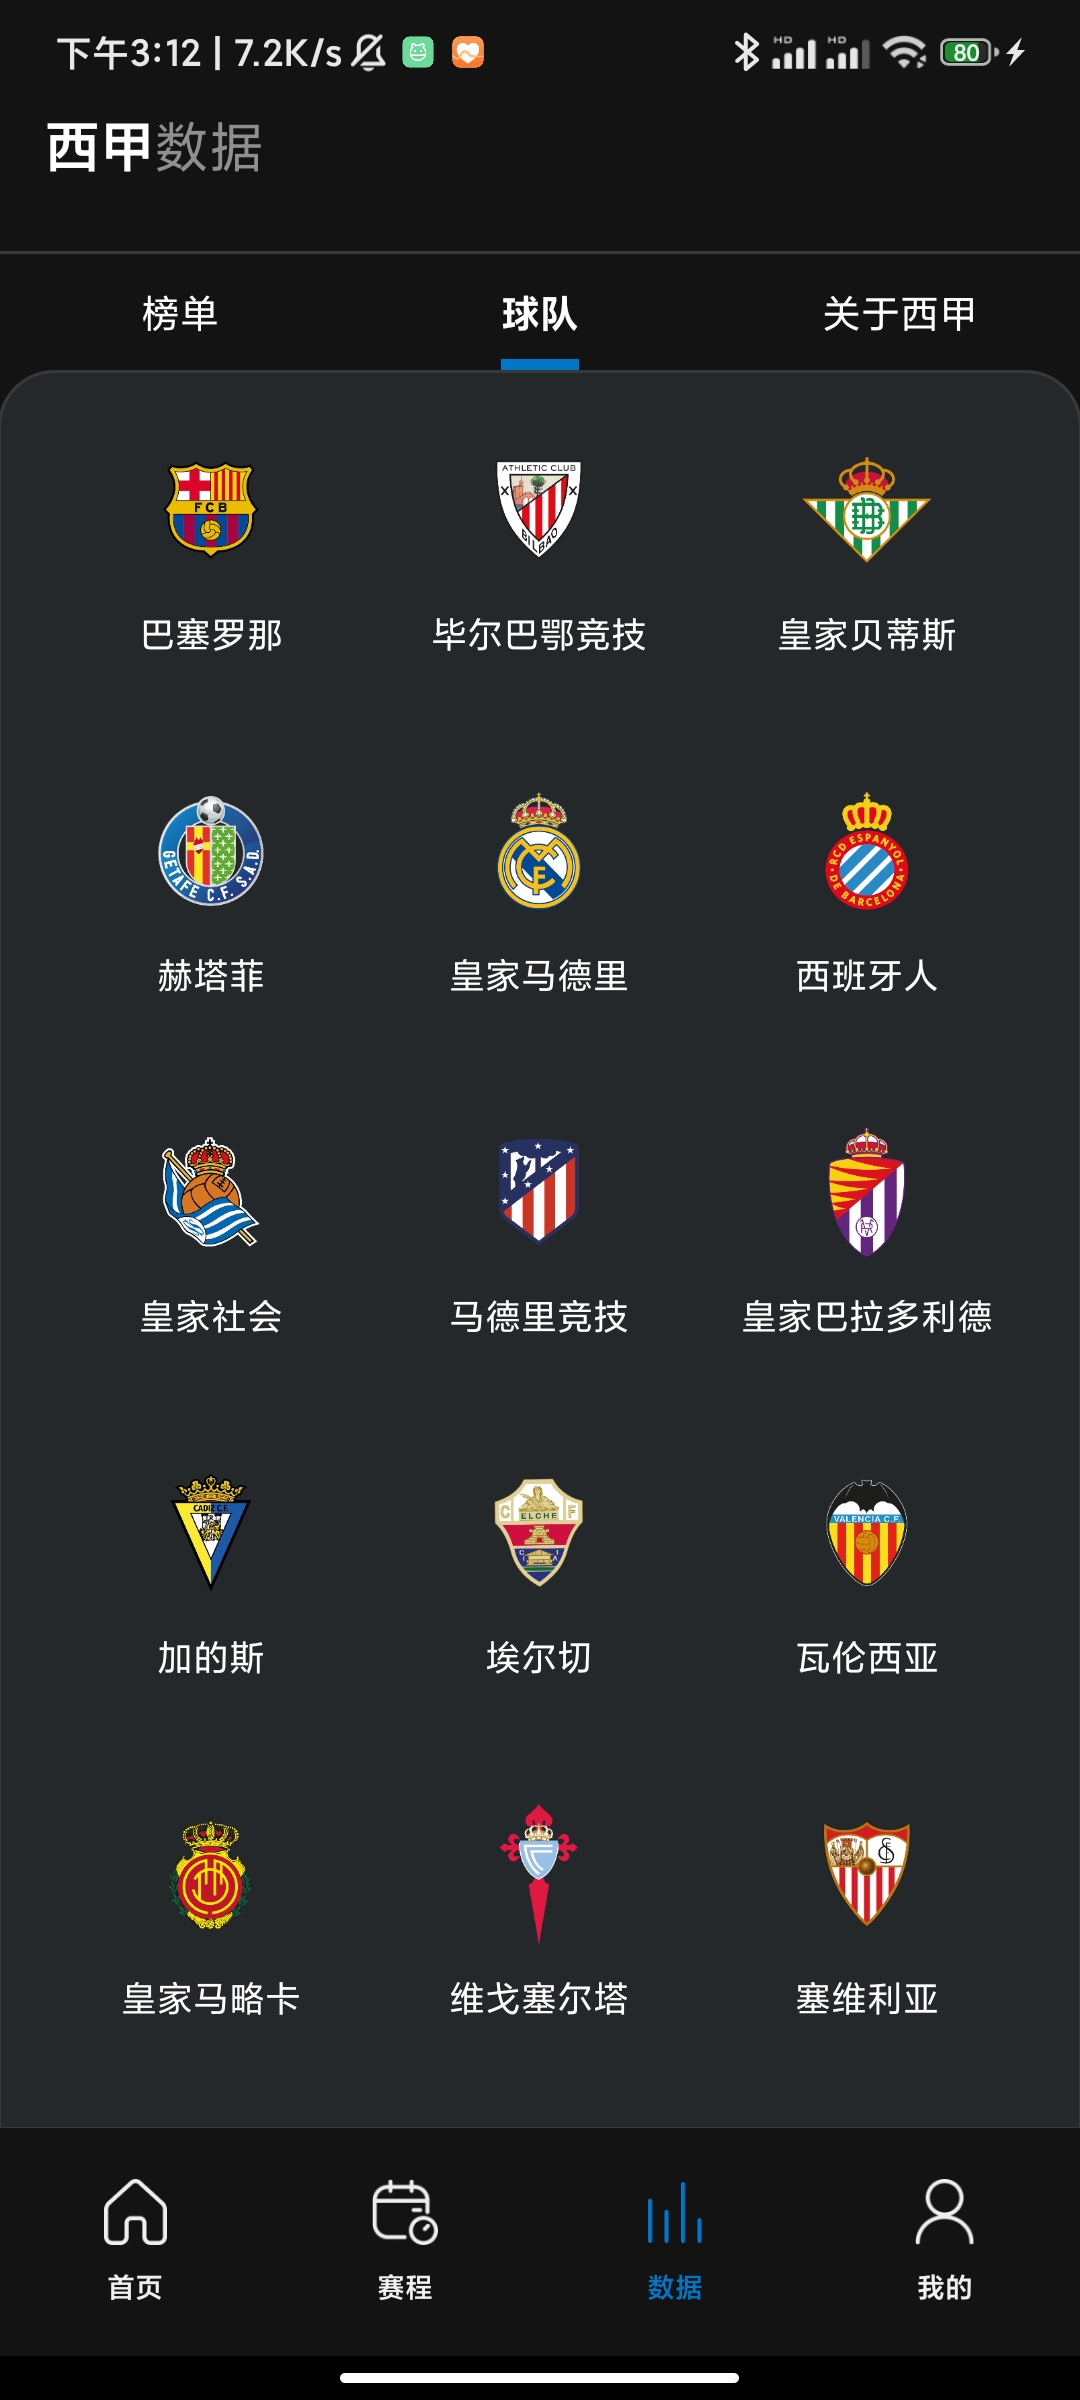 下午3:12 | 7.2K/s
HD HD 80
西甲数据
榜单 球队 关于西甲
FCB
ATHLETIC CLUB
BILBAO
巴塞罗那 毕尔巴鄂竞技 皇家贝蒂斯
GETAFE C.F. S.A.D.
RCD ESPANYOL
DE BARCELONA
赫塔菲 皇家马德里 西班牙人
皇家社会 马德里竞技 皇家巴拉多利德
CADIZ C.F.
C F
ELCHE
VALENCIA C.F.
加的斯 埃尔切 瓦伦西亚
皇家马略卡 维戈塞尔塔 塞维利亚
首页 赛程 数据 我的